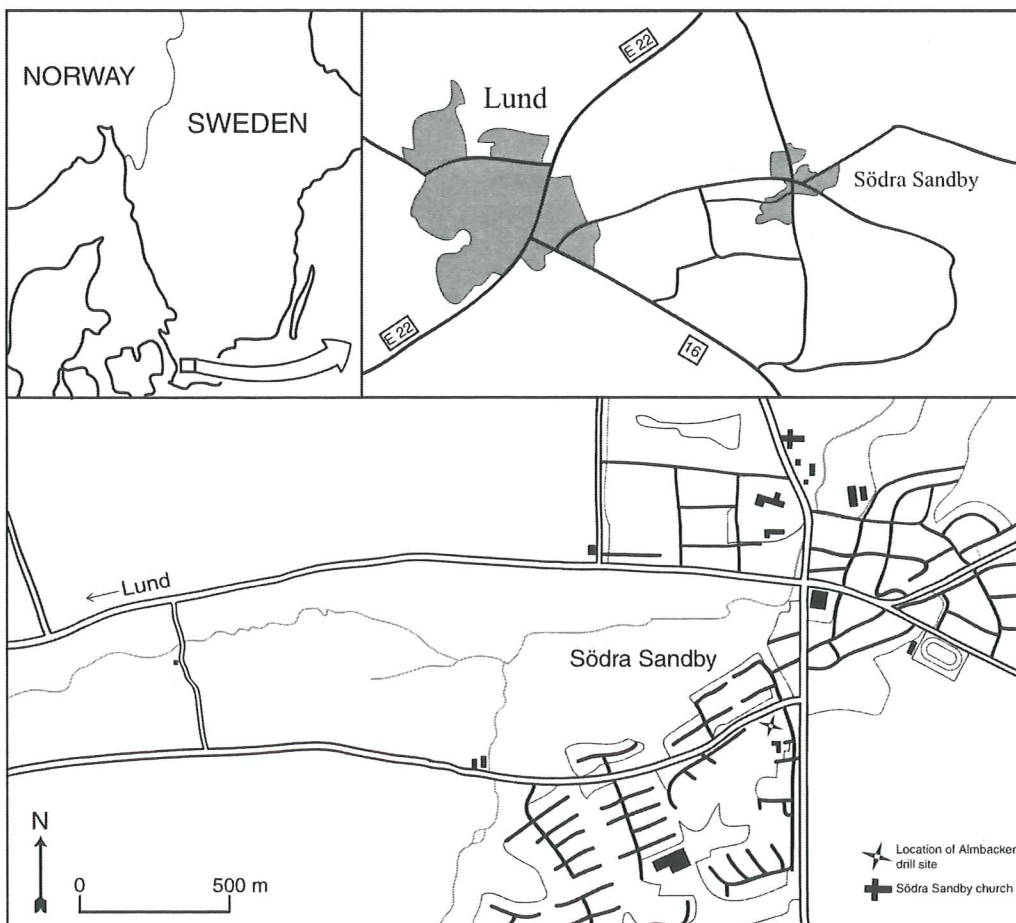 NORWAY
SWEDEN
E 22
Lund
Södra Sandby
E 22
16
← Lund
Södra Sandby
N
0 500 m
Location of Almbacken
drill site
Södra Sandby church